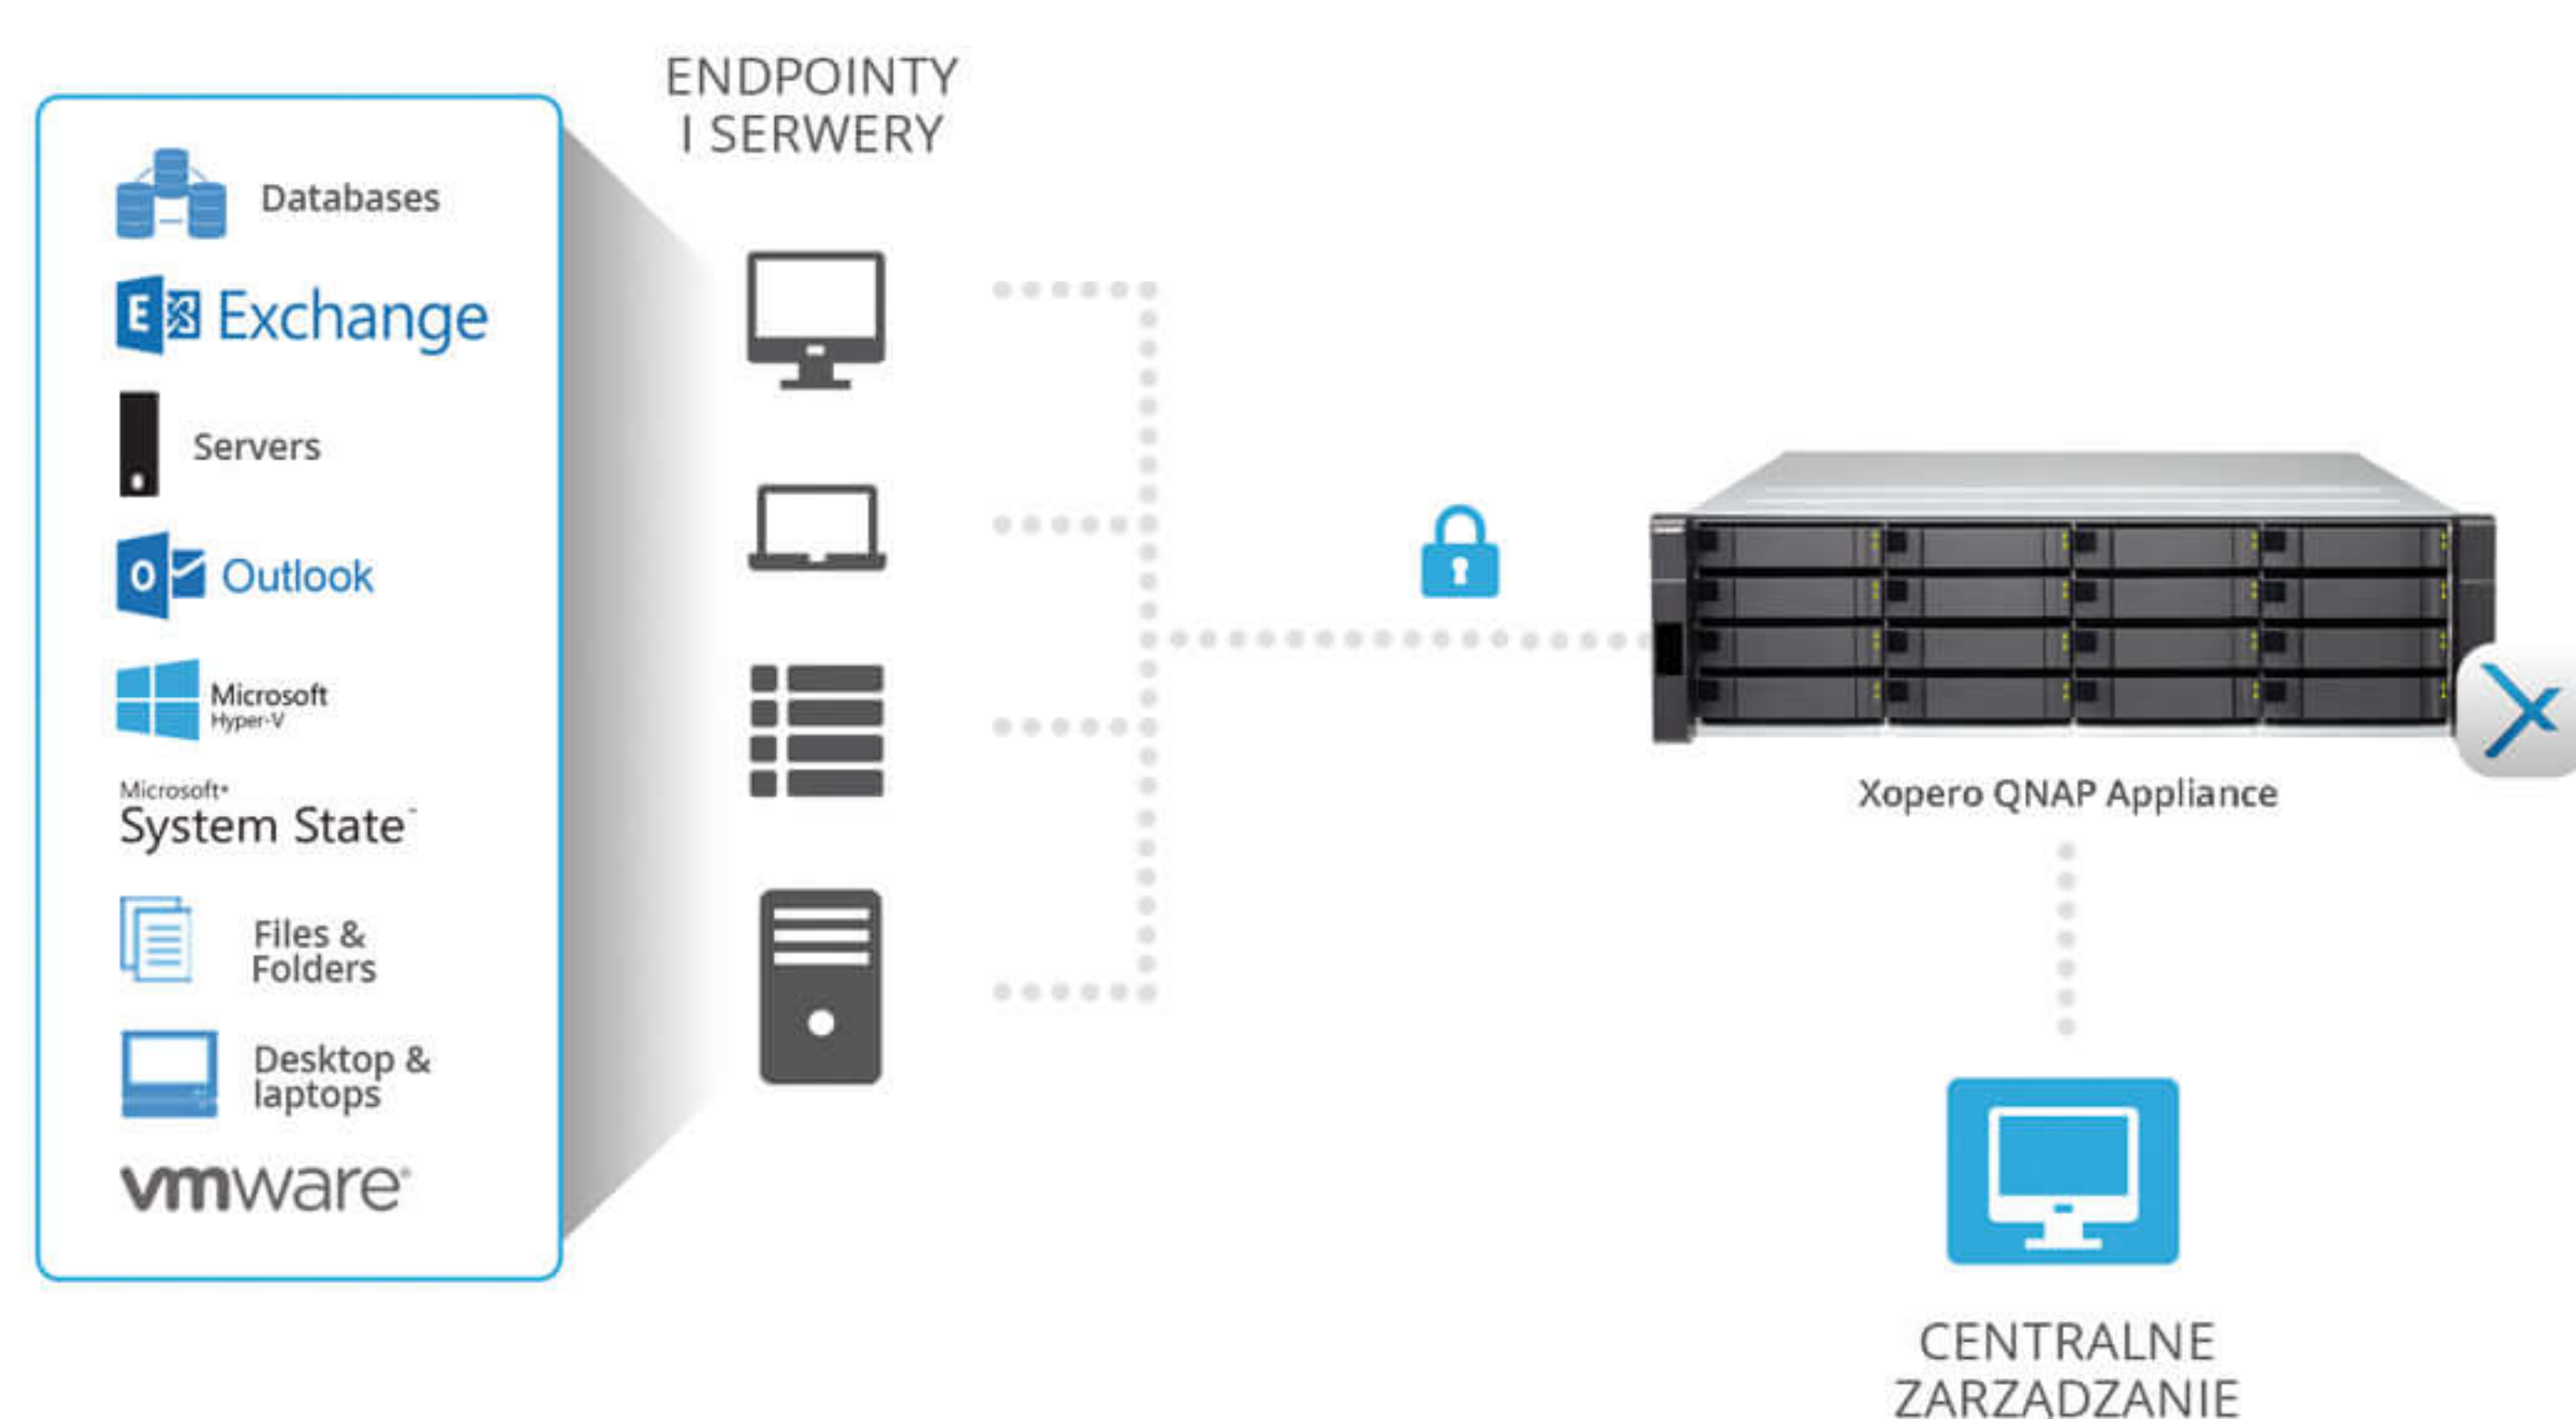 ENDPOINTY
I SERWERY
Databases
E Exchange
Servers
O Outlook
Microsoft
Hyper-V
Microsoft
System State
Files &
Folders
Desktop &
laptops
vmware®
Xopero QNAP Appliance
CENTRALNE
ZARZĄDZANIE